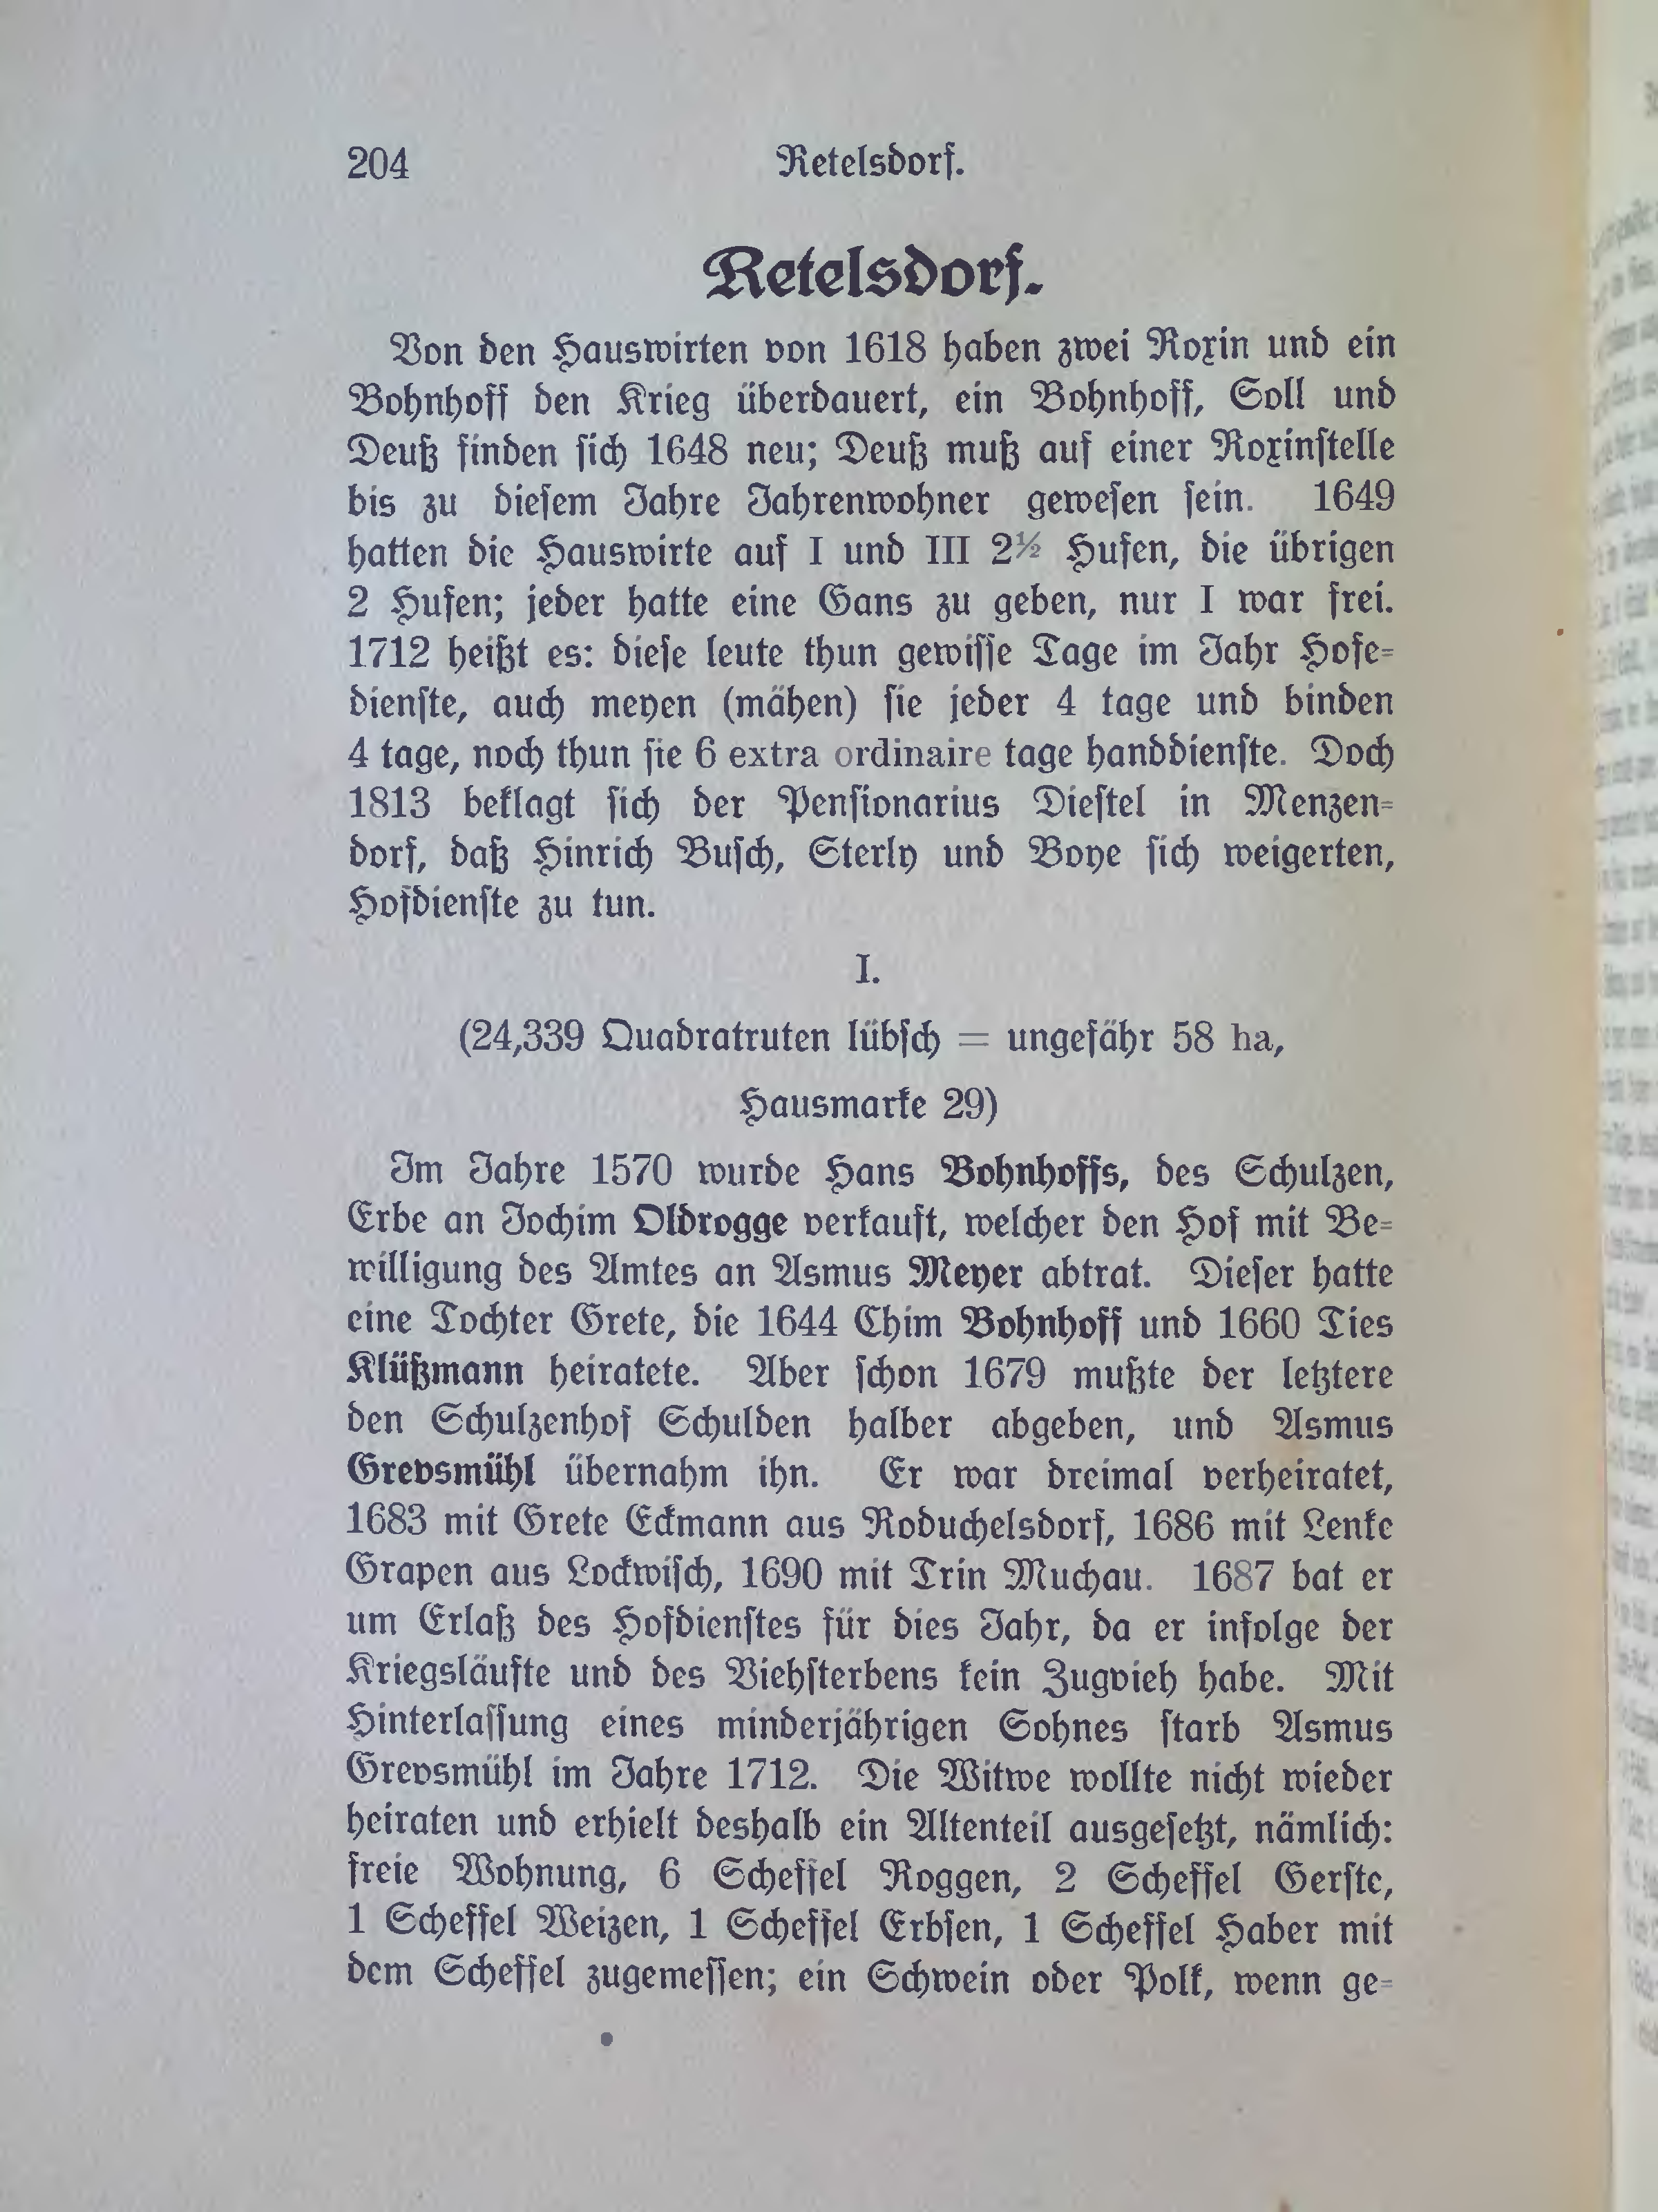 204 Retelsdorf.
Retelsdorf.
Von den Hauswirten von 1618 haben zwei Roxin und ein
Bohnhoff den Krieg überdauert, ein Bohnhoff, Soll und
Deuß finden ſich 1648 neu; Deuß muß auf einer Roxinſtelle
bis zu dieſem Jahre Jahrenwohner geweſen ſein. 1649
hatten die Hauswirte auf I und III 2½ Hufen, die übrigen
2 Hufen; jeder hatte eine Gans zu geben, nur I war frei.
1712 heißt es: dieſe leute thun gewiſſe Tage im Jahr Hofe-
dienſte, auch meyen (mähen) ſie jeder 4 tage und binden
4 tage, noch thun ſie 6 extra ordinaire tage handdienſte. Doch
1813 beklagt ſich der Penſionarius Dieſtel in Menzen-
dorf, daß Hinrich Buſch, Sterly und Boye ſich weigerten,
Hofdienſte zu tun.
I.
(24,339 Quadratruten lübſch = ungefähr 58 ha,
Hausmarke 29)
Im Jahre 1570 wurde Hans Bohnhoffs, des Schulzen,
Erbe an Jochim Oldrogge verkauft, welcher den Hof mit Be-
willigung des Amtes an Asmus Meyer abtrat. Dieſer hatte
eine Tochter Grete, die 1644 Chim Bohnhoff und 1660 Ties
Klüßmann heiratete. Aber ſchon 1679 mußte der letztere
den Schulzenhof Schulden halber abgeben, und Asmus
Grevsmühl übernahm ihn. Er war dreimal verheiratet,
1683 mit Grete Eckmann aus Roduchelsdorf, 1686 mit Lenke
Grapen aus Lockwiſch, 1690 mit Trin Muchau. 1687 bat er
um Erlaß des Hofdienſtes für dies Jahr, da er infolge der
Kriegsläufte und des Viehſterbens kein Zugvieh habe. Mit
Hinterlaſſung eines minderjährigen Sohnes ſtarb Asmus
Grevsmühl im Jahre 1712. Die Witwe wollte nicht wieder
heiraten und erhielt deshalb ein Altenteil ausgeſetzt, nämlich:
freie Wohnung, 6 Scheffel Roggen, 2 Scheffel Gerſte,
1 Scheffel Weizen, 1 Scheffel Erbſen, 1 Scheffel Haber mit
dem Scheffel zugemeſſen; ein Schwein oder Polk, wenn ge-